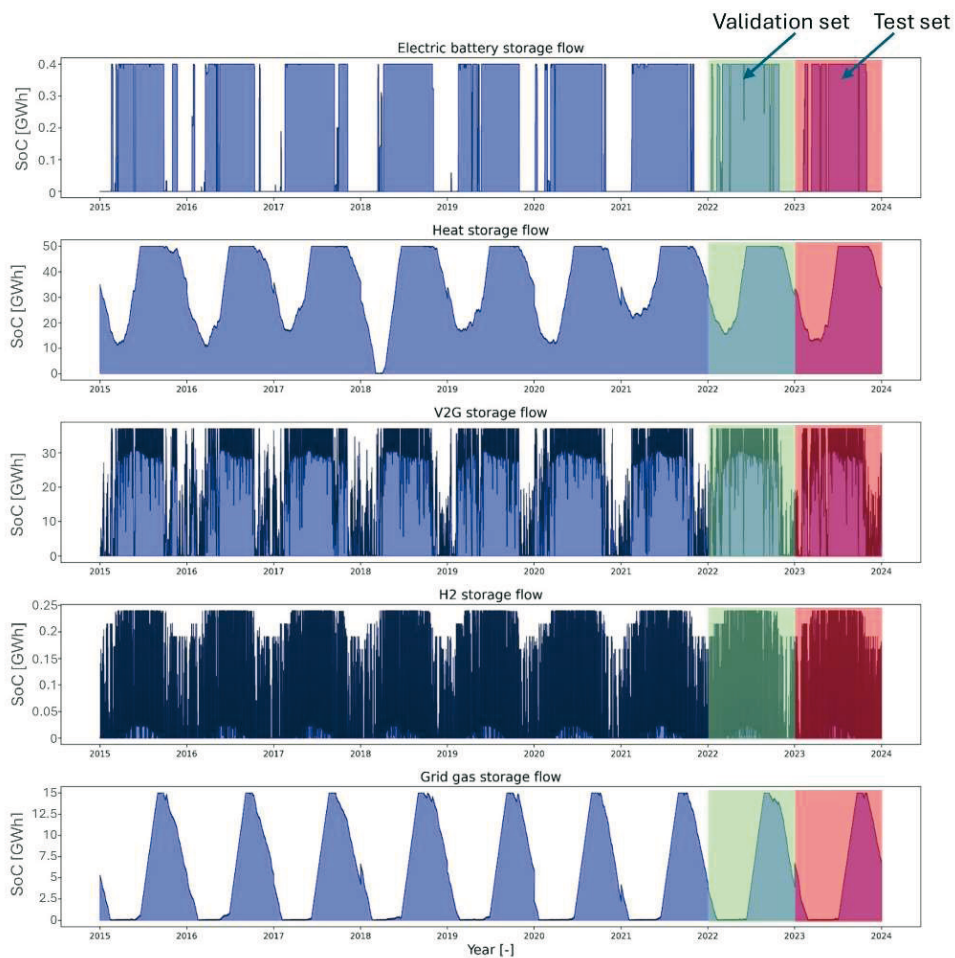 Validation set Test set
Electric battery storage flow
SoC [GWh]
0.4
0.3
0.2
0.1
0
2015 2016 2017 2018 2019 2020 2021 2022 2023 2024
Heat storage flow
SoC [GWh]
50
40
30
20
10
0
2015 2016 2017 2018 2019 2020 2021 2022 2023 2024
V2G storage flow
SoC [GWh]
30
20
10
0
2015 2016 2017 2018 2019 2020 2021 2022 2023 2024
H2 storage flow
SoC [GWh]
0.25
0.2
0.15
0.1
0.05
0
2015 2016 2017 2018 2019 2020 2021 2022 2023 2024
Grid gas storage flow
SoC [GWh]
15
12.5
10
7.5
5
2.5
0
2015 2016 2017 2018 2019 2020 2021 2022 2023 2024
Year [-]